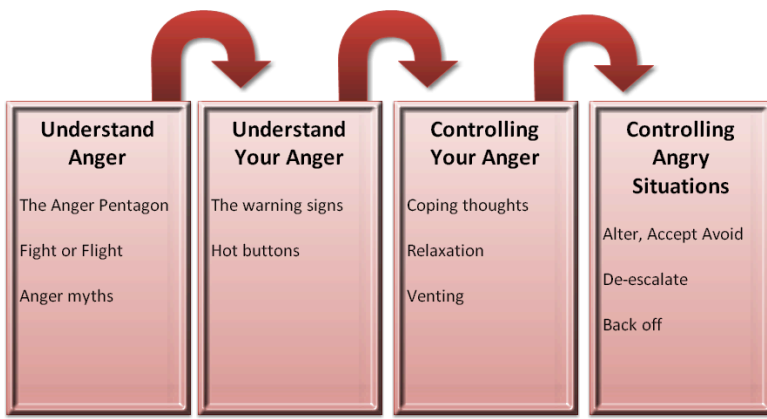 Understand
Anger
The Anger Pentagon
Fight or Flight
Anger myths
Understand
Your Anger
The warning signs
Hot buttons
Controlling
Your Anger
Coping thoughts
Relaxation
Venting
Controlling
Angry
Situations
Alter, Accept Avoid
De-escalate
Back off